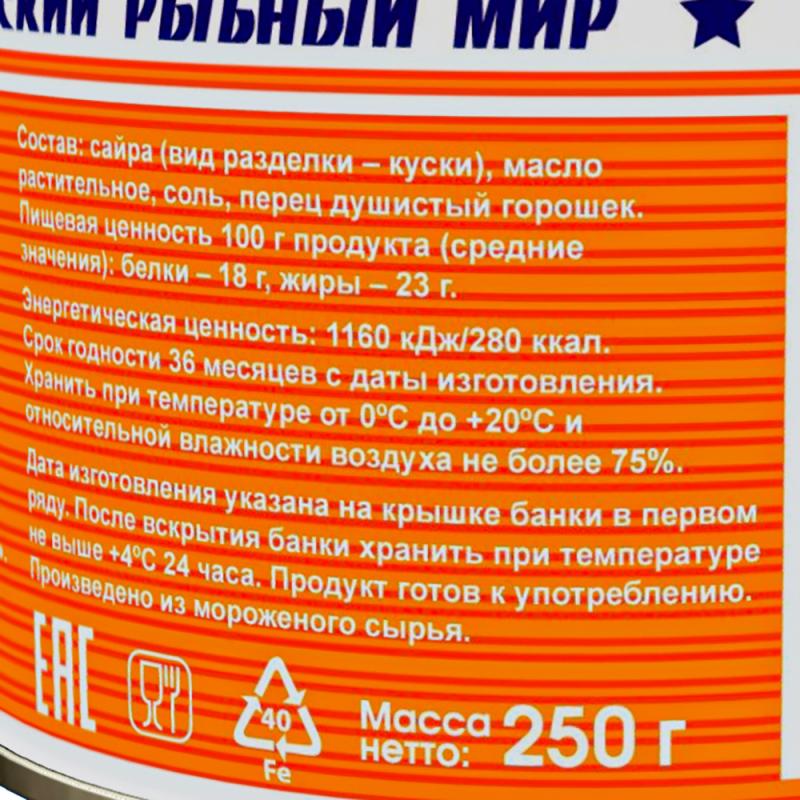 РЫБНЫЙ МИР
Состав: сайра (вид разделки – куски), масло
растительное, соль, перец душистый горошек.
Пищевая ценность 100 г продукта (средние
значения): белки – 18 г, жиры – 23 г.
Энергетическая ценность: 1160 кДж/280 ккал.
Срок годности 36 месяцев с даты изготовления.
Хранить при температуре от 0ºС до +20ºС и
относительной влажности воздуха не более 75%.
Дата изготовления указана на крышке банки в первом
ряду. После вскрытия банки хранить при температуре
не выше +4ºС 24 часа. Продукт готов к употреблению.
Произведено из мороженого сырья.
ЕАС
40
Fe
Масса
нетто: 250 г